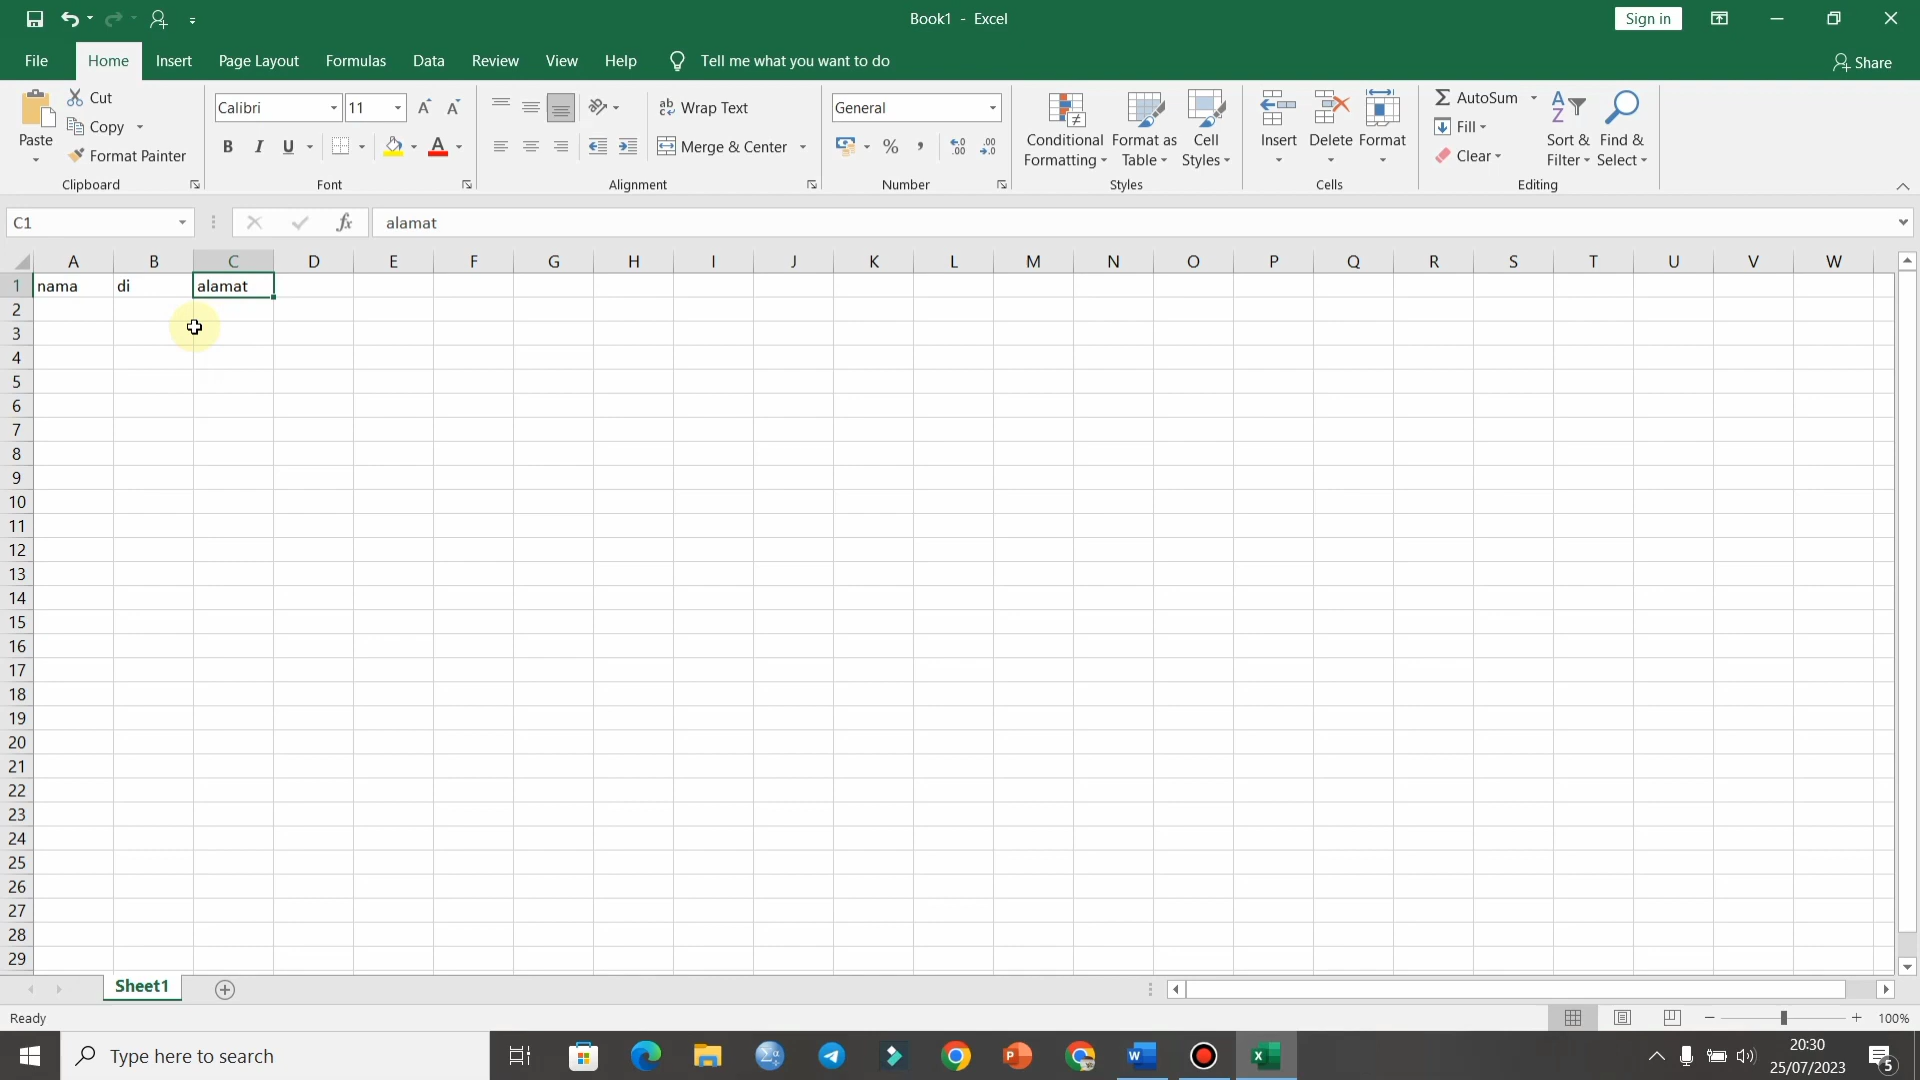 Book1 - Excel
Sign in
File Home Insert Page Layout Formulas Data Review View Help Tell me what you want to do Share
Paste
Cut
Copy
Format Painter
Clipboard
Calibri 11
B I U A
Font
Wrap Text
Merge & Center
Alignment
General
% ,
Number
Conditional Formatting
Format as Table
Cell Styles
Styles
Insert Delete Format
Cells
AutoSum
Fill
Clear
Sort & Filter
Find & Select
Editing
C1 fx alamat
A B C D E F G H I J K L M N O P Q R S T U V W
1 nama di alamat
2
3
4
5
6
7
8
9
10
11
12
13
14
15
16
17
18
19
20
21
22
23
24
25
26
27
28
29
Sheet1
Ready 100%
Type here to search
20:30
25/07/2023
5